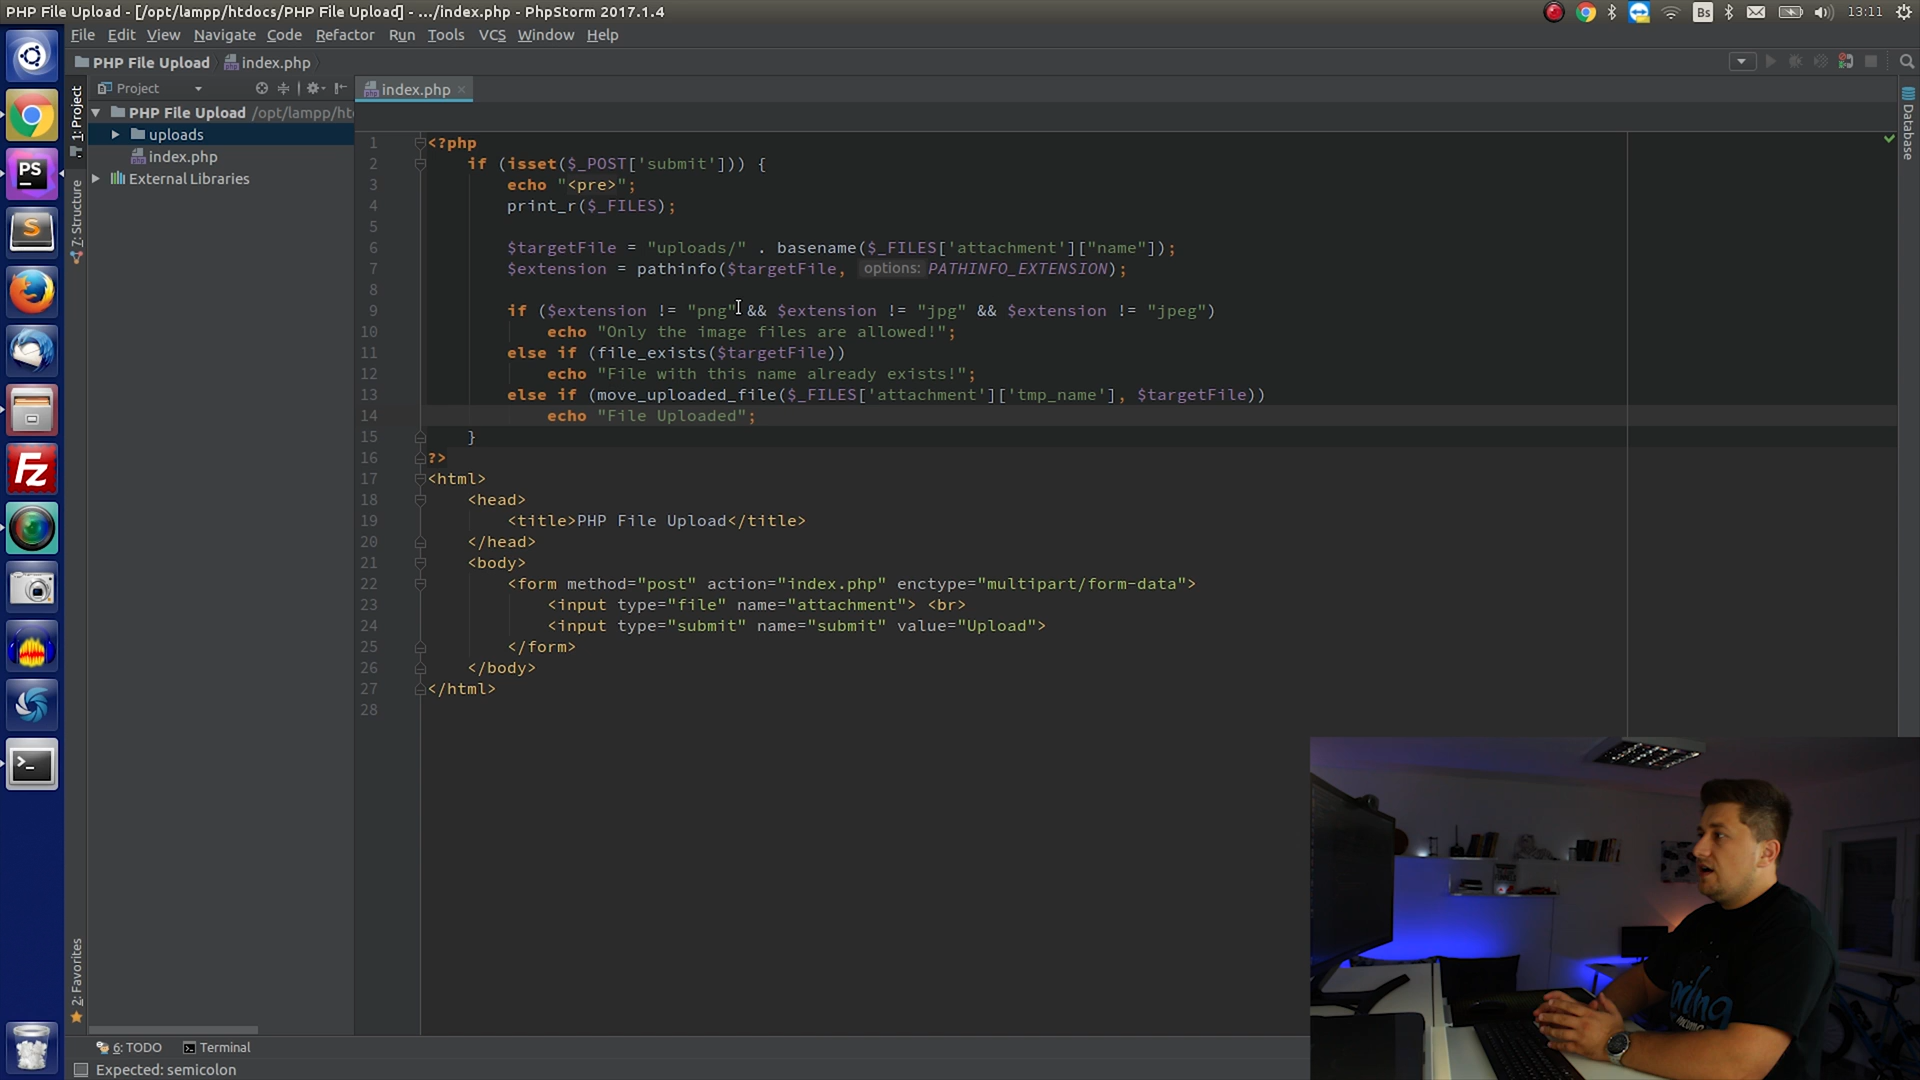 PHP File Upload - [/opt/lampp/htdocs/PHP File Upload] - .../index.php - PhpStorm 2017.1.4
Bs
13:11
File Edit View Navigate Code Refactor Run Tools VCS Window Help
PHP File Upload index.php
1: Project
7: Structure
2: Favorites
Project
PHP File Upload /opt/lampp/ht
uploads
index.php
External Libraries
index.php
Database
1 <?php
2 if (isset($_POST['submit'])) {
3 echo "<pre>";
4 print_r($_FILES);
5
6 $targetFile = "uploads/" . basename($_FILES['attachment']["name"]);
7 $extension = pathinfo($targetFile, options: PATHINFO_EXTENSION);
8
9 if ($extension != "png" && $extension != "jpg" && $extension != "jpeg")
10 echo "Only the image files are allowed!";
11 else if (file_exists($targetFile))
12 echo "File with this name already exists!";
13 else if (move_uploaded_file($_FILES['attachment']['tmp_name'], $targetFile))
14 echo "File Uploaded";
15 }
16 ?>
17 <html>
18 <head>
19 <title>PHP File Upload</title>
20 </head>
21 <body>
22 <form method="post" action="index.php" enctype="multipart/form-data">
23 <input type="file" name="attachment"> <br>
24 <input type="submit" name="submit" value="Upload">
25 </form>
26 </body>
27 </html>
28
PS
S
Fz
>_
6: TODO Terminal
Expected: semicolon